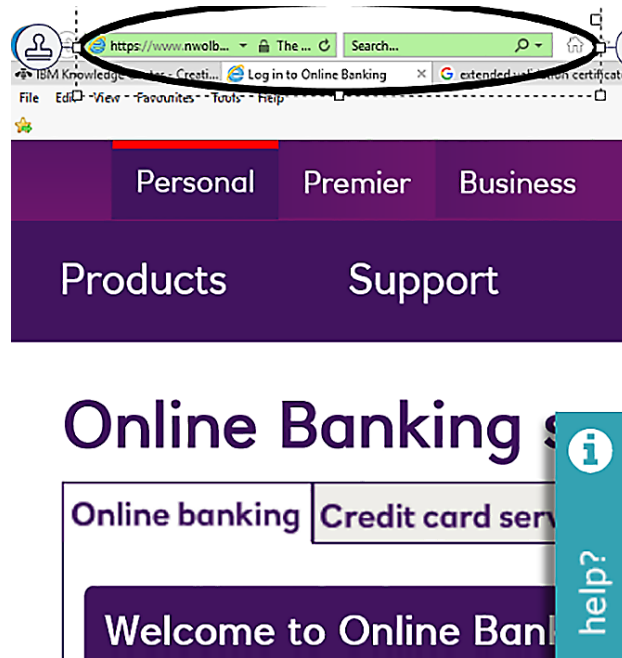 https://www.nwolb... The ... Search...
IBM Knowledge Center - Creati... Log in to Online Banking × extended validation certificat
File Edit View Favourites Tools Help
Personal Premier Business
Products Support
Online Banking s
Online banking Credit card serv
help?
Welcome to Online Bank